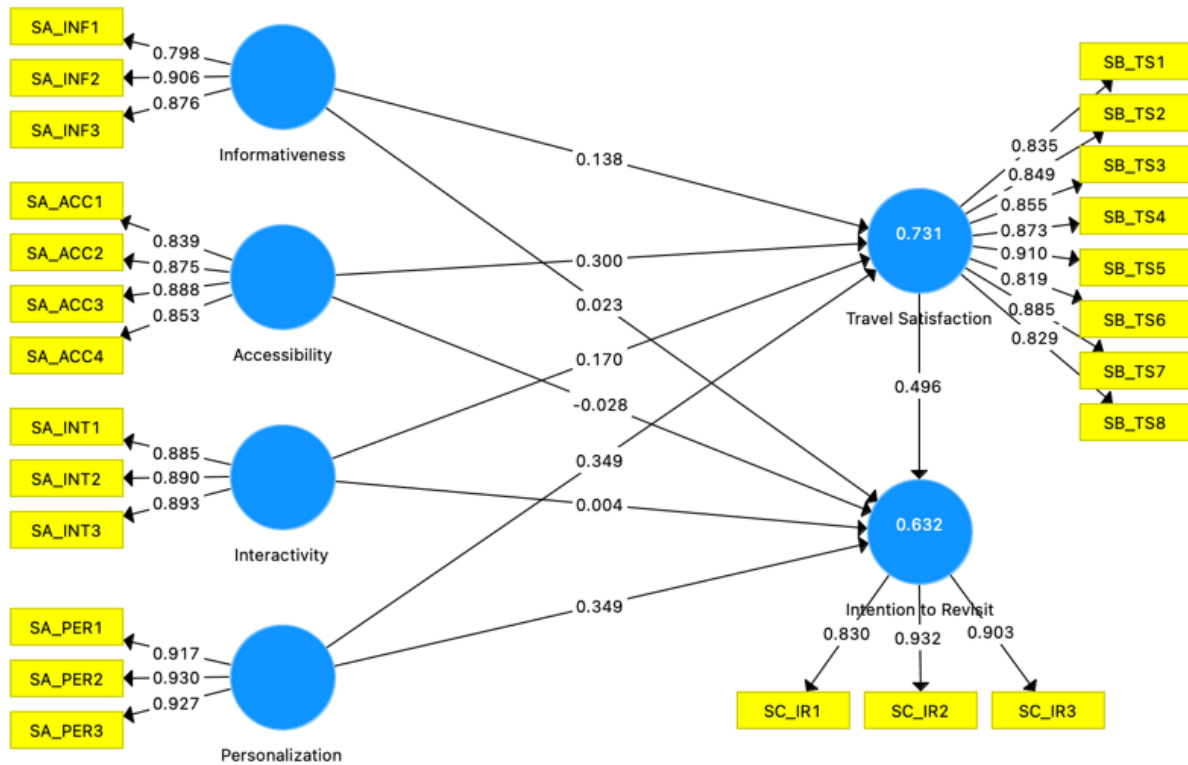 SA_INF1
0.798
SA_INF2
0.906
SA_INF3
0.876
Informativeness
SA_ACC1
0.839
SA_ACC2
0.875
SA_ACC3
0.888
SA_ACC4
0.853
Accessibility
SA_INT1
0.885
SA_INT2
0.890
SA_INT3
0.893
Interactivity
SA_PER1
0.917
SA_PER2
0.930
SA_PER3
0.927
Personalization
0.138
0.300
0.023
0.170
-0.028
0.349
0.004
0.349
0.731
Travel Satisfaction
0.496
0.632
Intention to Revisit
SB_TS1
0.835
SB_TS2
0.849
SB_TS3
0.855
SB_TS4
0.873
SB_TS5
0.910
SB_TS6
0.819
SB_TS7
0.885
SB_TS8
0.829
0.830
0.932
0.903
SC_IR1
SC_IR2
SC_IR3